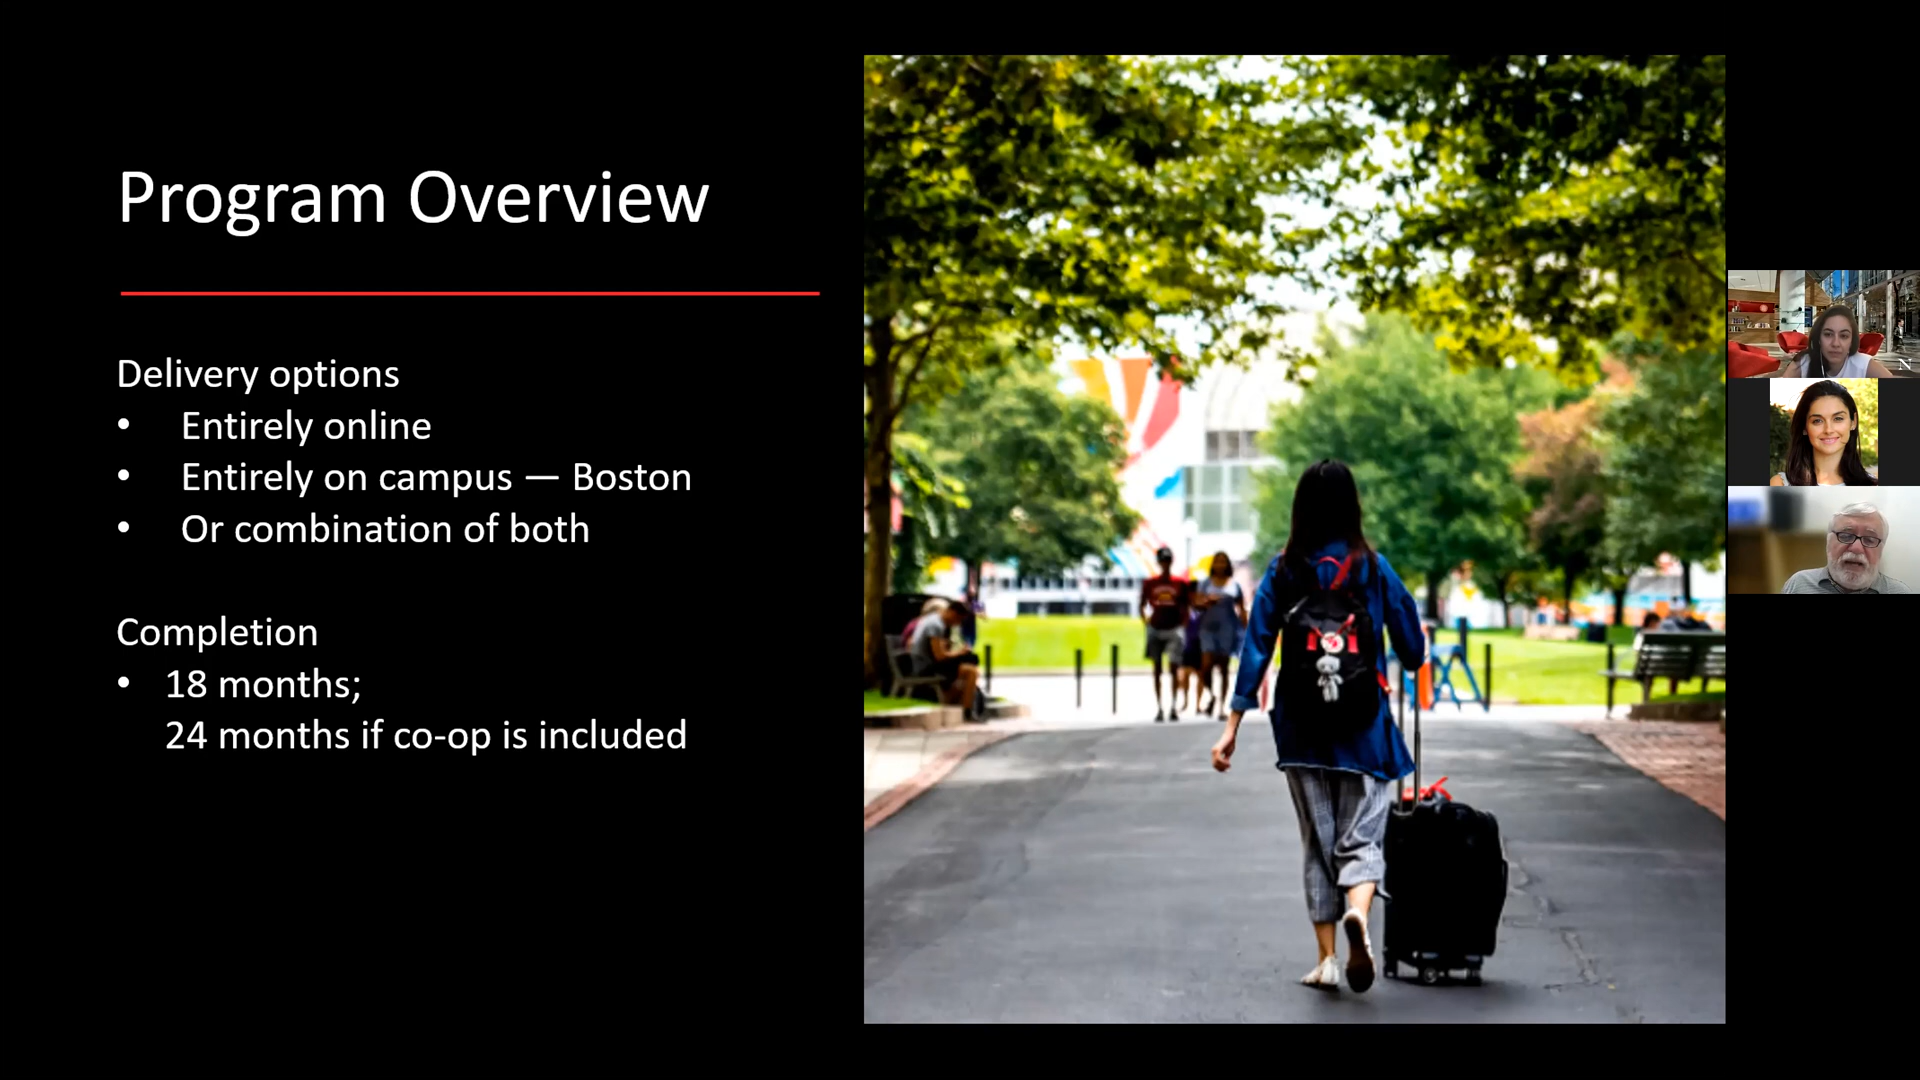 Program Overview
Delivery options
• Entirely online
• Entirely on campus — Boston
• Or combination of both
Completion
• 18 months;
24 months if co-op is included
N